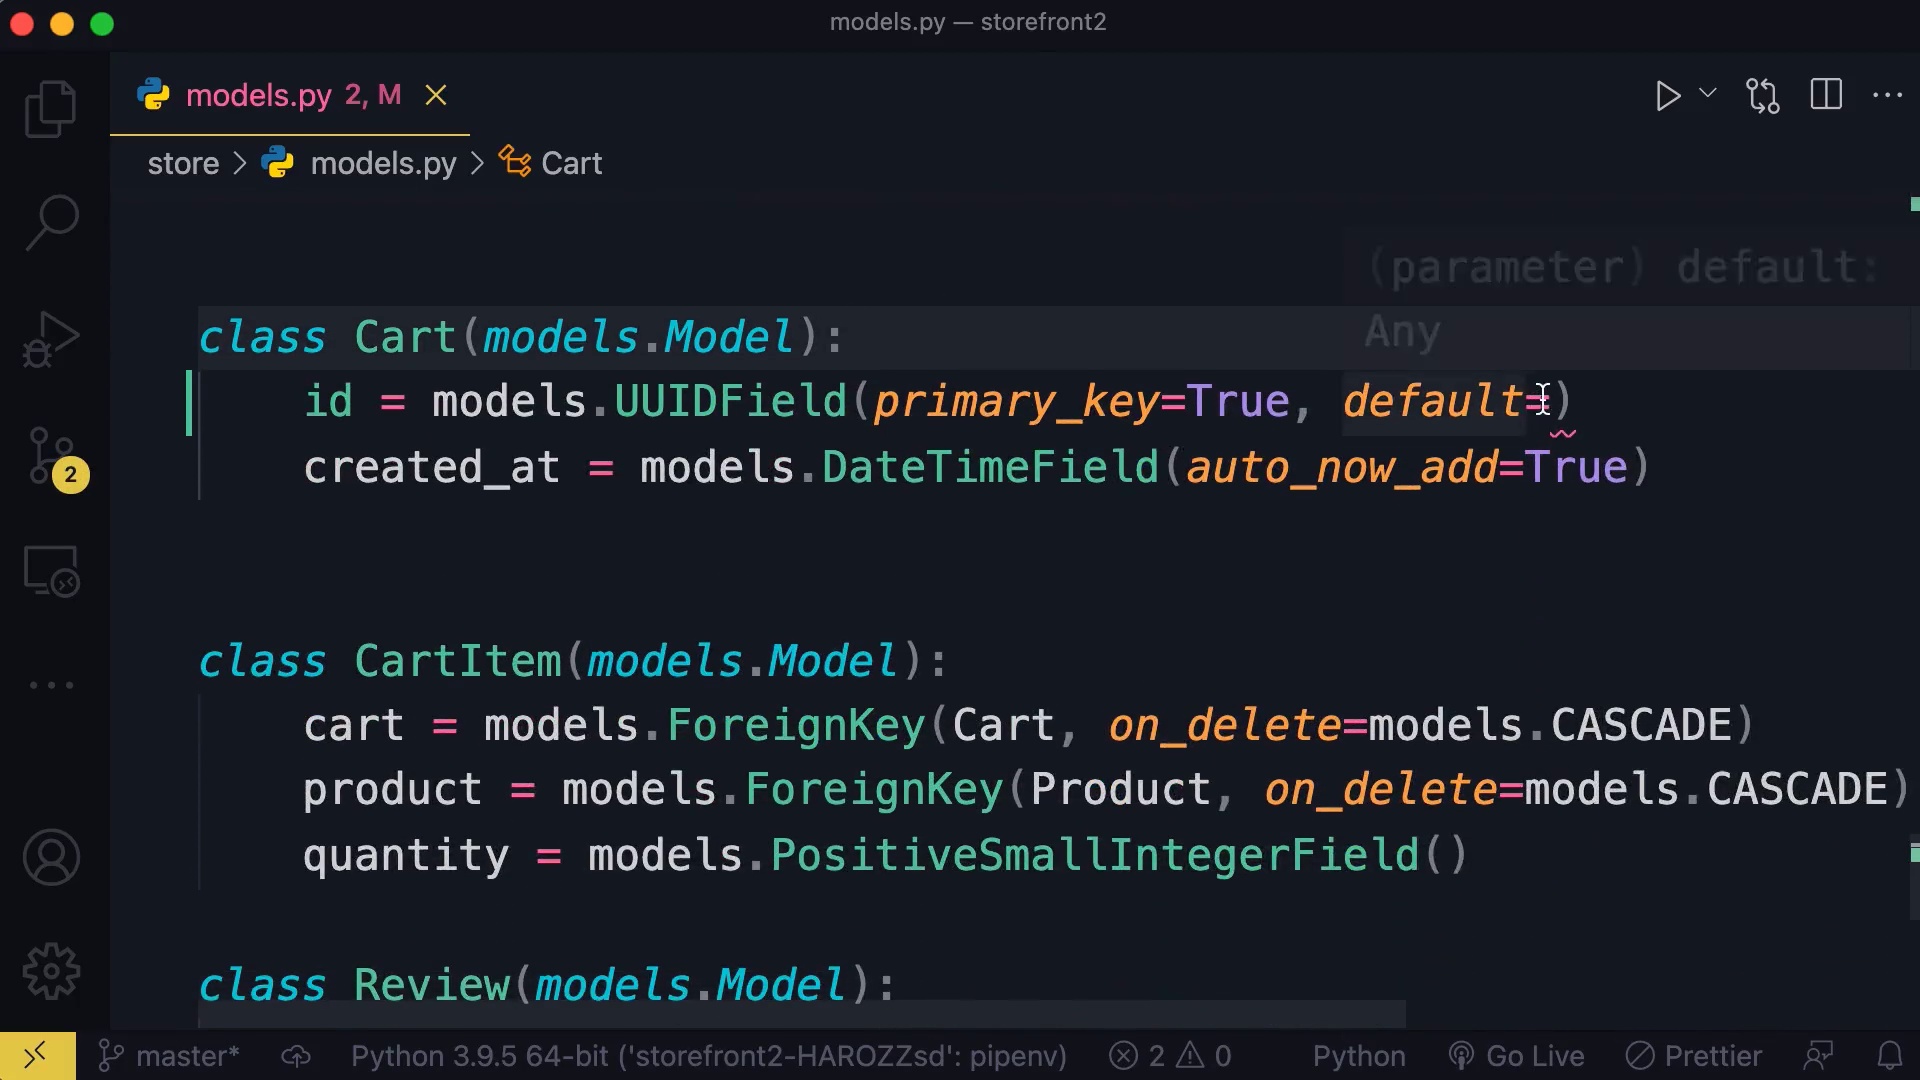 models.py — storefront2
models.py 2, M
store > models.py > Cart
(parameter) default:
Any
class Cart(models.Model):
id = models.UUIDField(primary_key=True, default=)
created_at = models.DateTimeField(auto_now_add=True)
class CartItem(models.Model):
cart = models.ForeignKey(Cart, on_delete=models.CASCADE)
product = models.ForeignKey(Product, on_delete=models.CASCADE)
quantity = models.PositiveSmallIntegerField()
class Review(models.Model):
2
master* Python 3.9.5 64-bit ('storefront2-HAROZZsd': pipenv) 2 0 Python Go Live Prettier